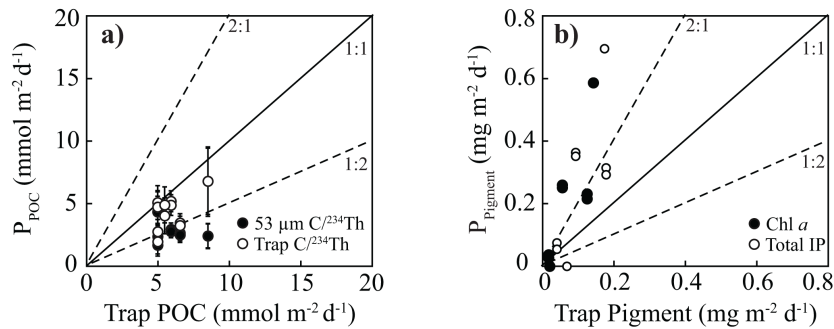 a)
2:1
1:1
1:2
20
15
10
5
0
0
5
10
15
20
P_POC (mmol m⁻² d⁻¹)
Trap POC (mmol m⁻² d⁻¹)
53 µm C/²³⁴Th
Trap C/²³⁴Th
b)
2:1
1:1
1:2
0.8
0.6
0.4
0.2
0
0
0.2
0.4
0.6
0.8
P_Pigment (mg m⁻² d⁻¹)
Trap Pigment (mg m⁻² d⁻¹)
Chl a
Total IP